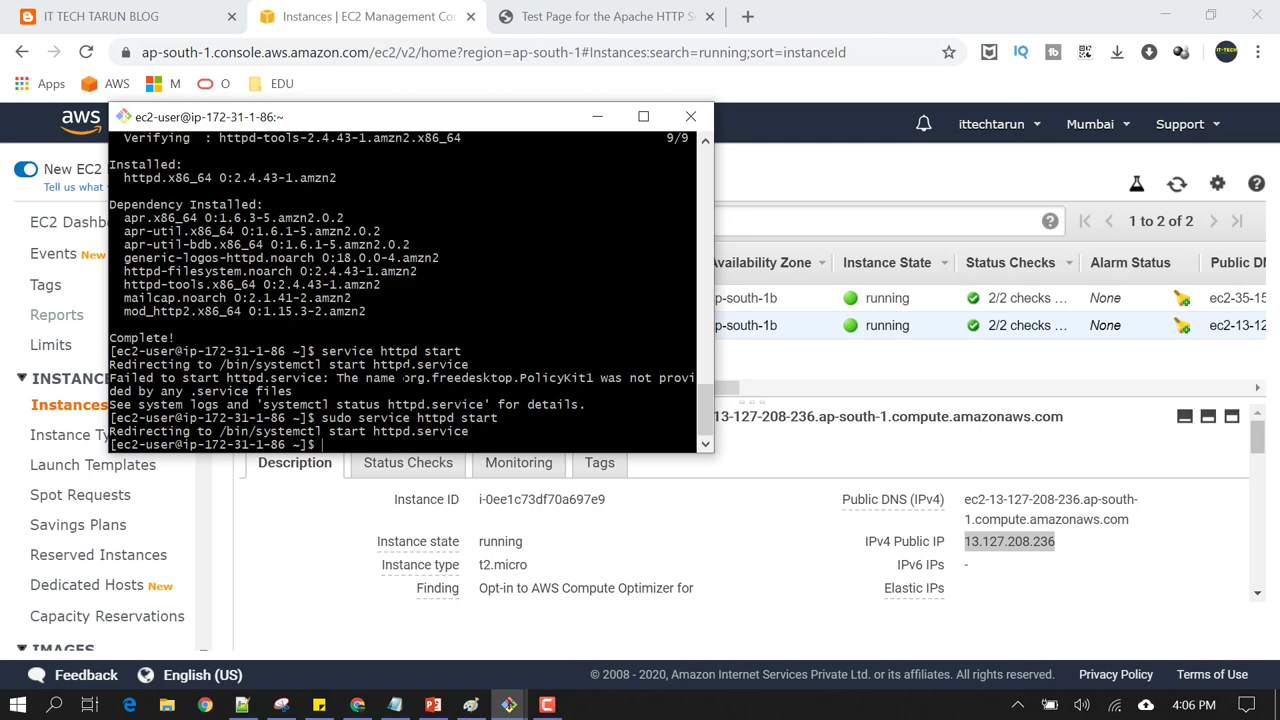 IT TECH TARUN BLOG
Instances | EC2 Management Con
Test Page for the Apache HTTP S
ap-south-1.console.aws.amazon.com/ec2/v2/home?region=ap-south-1#Instances:search=running;sort=instanceId
IQ
tb
IT-TECH
Apps
AWS
M
O
EDU
aws
ittechtarun
Mumbai
Support
ec2-user@ip-172-31-1-86:~
Verifying : httpd-tools-2.4.43-1.amzn2.x86_64 9/9
Installed:
httpd.x86_64 0:2.4.43-1.amzn2
Dependency Installed:
apr.x86_64 0:1.6.3-5.amzn2.0.2
apr-util.x86_64 0:1.6.1-5.amzn2.0.2
apr-util-bdb.x86_64 0:1.6.1-5.amzn2.0.2
generic-logos-httpd.noarch 0:18.0.0-4.amzn2
httpd-filesystem.noarch 0:2.4.43-1.amzn2
httpd-tools.x86_64 0:2.4.43-1.amzn2
mailcap.noarch 0:2.1.41-2.amzn2
mod_http2.x86_64 0:1.15.3-2.amzn2
Complete!
[ec2-user@ip-172-31-1-86 ~]$ service httpd start
Redirecting to /bin/systemctl start httpd.service
Failed to start httpd.service: The name org.freedesktop.PolicyKit1 was not provi
ded by any .service files
See system logs and 'systemctl status httpd.service' for details.
[ec2-user@ip-172-31-1-86 ~]$ sudo service httpd start
Redirecting to /bin/systemctl start httpd.service
[ec2-user@ip-172-31-1-86 ~]$
New EC2
Tell us what
EC2 Dashb
Events New
Tags
Reports
Limits
INSTANC
Instances
Instance Typ
Launch Templates
Spot Requests
Savings Plans
Reserved Instances
Dedicated Hosts New
Capacity Reservations
IMAGES
1 to 2 of 2
Availability Zone
Instance State
Status Checks
Alarm Status
Public DN
p-south-1b
running
2/2 checks ...
None
ec2-35-15
p-south-1b
running
2/2 checks ...
None
ec2-13-12
13-127-208-236.ap-south-1.compute.amazonaws.com
Description
Status Checks
Monitoring
Tags
Instance ID i-0ee1c73df70a697e9
Public DNS (IPv4) ec2-13-127-208-236.ap-south-
1.compute.amazonaws.com
Instance state running
IPv4 Public IP 13.127.208.236
Instance type t2.micro
IPv6 IPs -
Finding Opt-in to AWS Compute Optimizer for
Elastic IPs
Feedback
English (US)
© 2008 - 2020, Amazon Internet Services Private Ltd. or its affiliates. All rights reserved.
Privacy Policy
Terms of Use
4:06 PM